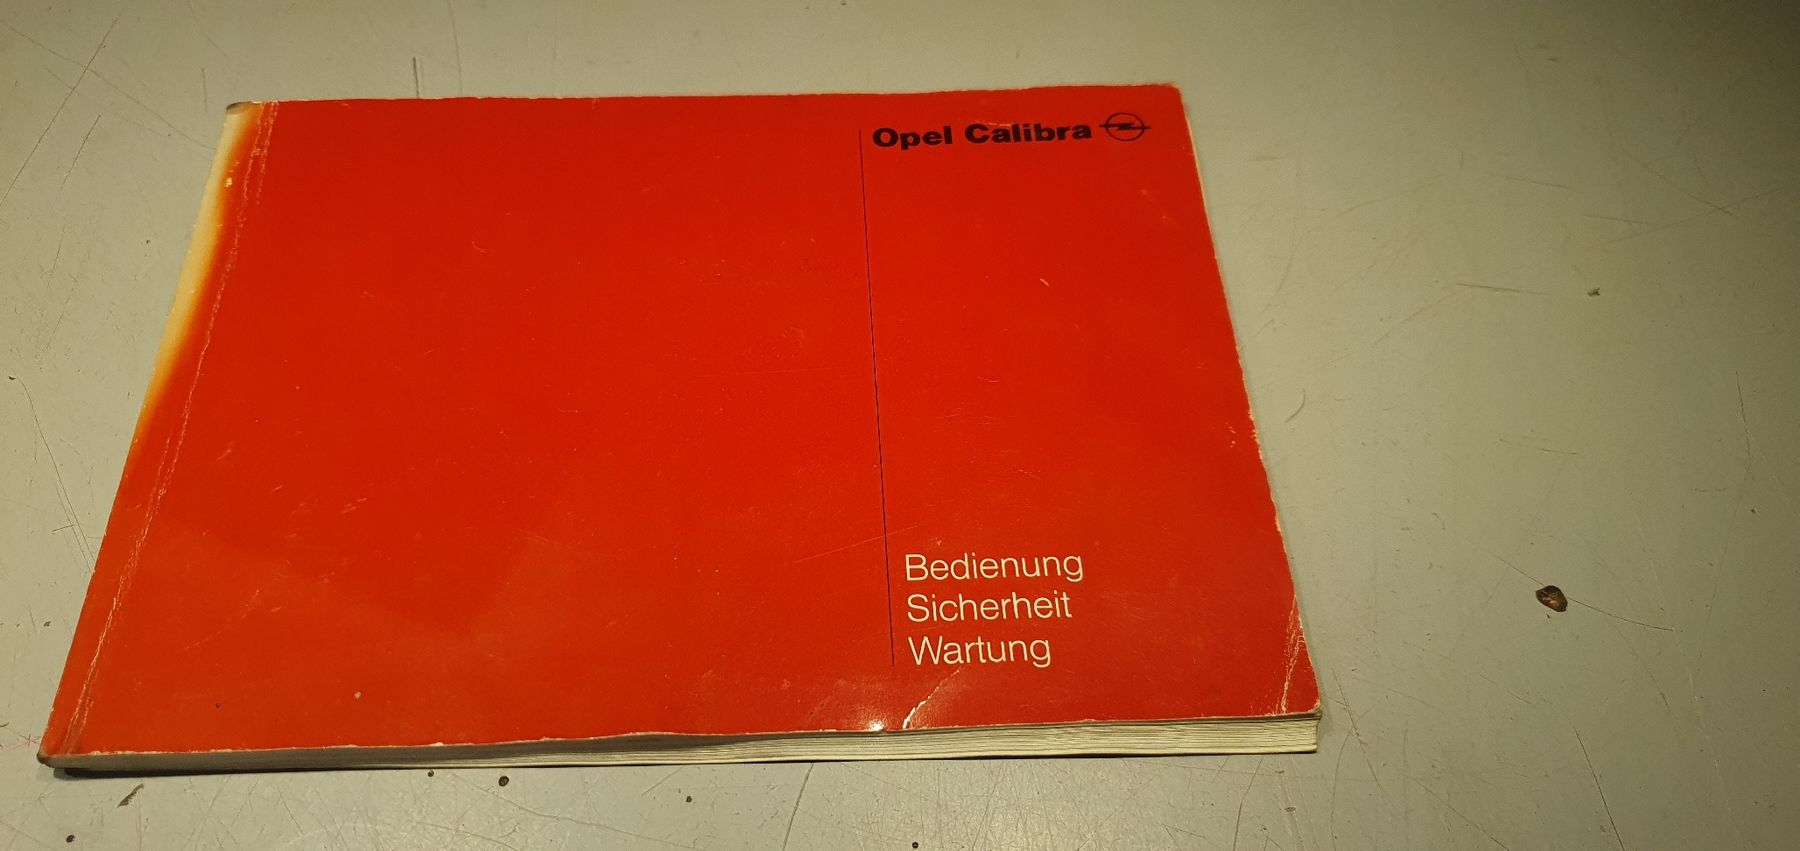 Opel Calibra
Bedienung
Sicherheit
Wartung